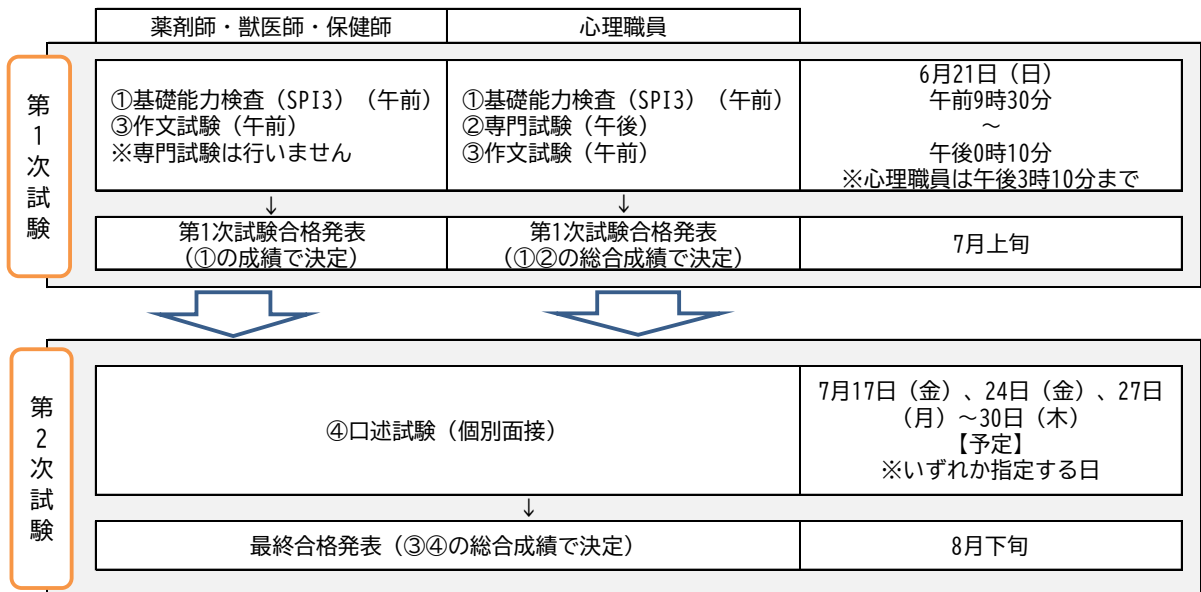 薬剤師・獣医師・保健師
心理職員
第1次試験
①基礎能力検査（SPI3）（午前）
③作文試験（午前）
※専門試験は行いません
①基礎能力検査（SPI3）（午前）
②専門試験（午後）
③作文試験（午前）
6月21日（日）
午前9時30分
～
午後0時10分
※心理職員は午後3時10分まで
↓
↓
第1次試験合格発表
（①の成績で決定）
第1次試験合格発表
（①②の総合成績で決定）
7月上旬
第2次試験
④口述試験（個別面接）
7月17日（金）、24日（金）、27日
（月）～30日（木）
【予定】
※いずれか指定する日
↓
最終合格発表（③④の総合成績で決定）
8月下旬